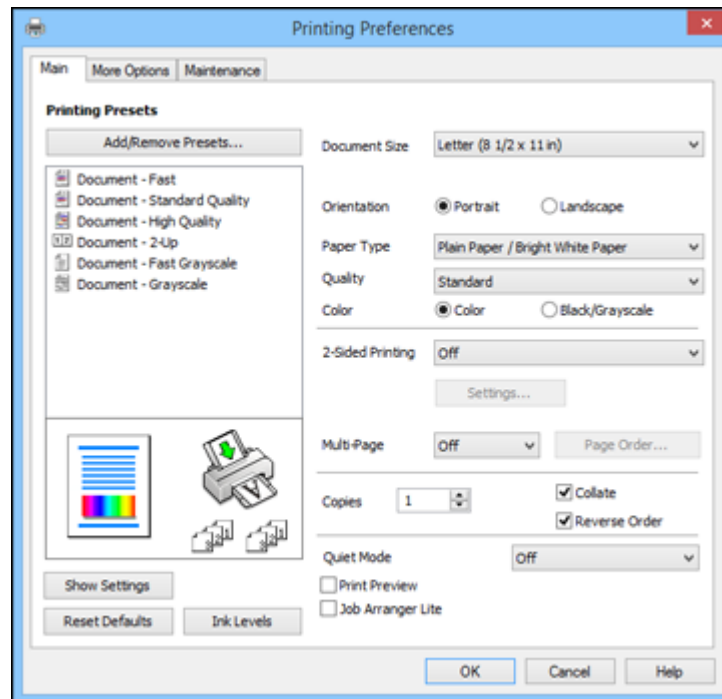 Printing Preferences
Main More Options Maintenance
Printing Presets
Add/Remove Presets...
Document - Fast
Document - Standard Quality
Document - High Quality
Document - 2-Up
Document - Fast Grayscale
Document - Grayscale
Show Settings
Reset Defaults Ink Levels
Document Size Letter (8 1/2 x 11 in)
Orientation Portrait Landscape
Paper Type Plain Paper / Bright White Paper
Quality Standard
Color Color Black/Grayscale
2-Sided Printing Off
Settings...
Multi-Page Off Page Order...
Copies 1 Collate
Reverse Order
Quiet Mode Off
Print Preview
Job Arranger Lite
OK Cancel Help